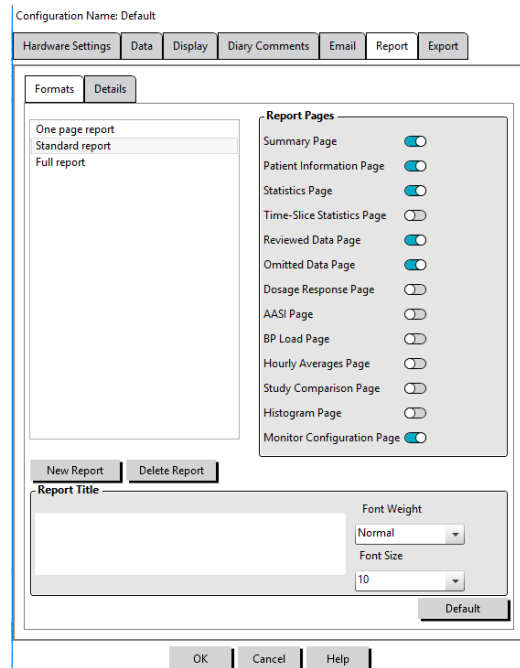 Configuration Name: Default
Hardware Settings Data Display Diary Comments Email Report Export
Formats Details
One page report
Standard report
Full report
Report Pages
Summary Page
Patient Information Page
Statistics Page
Time-Slice Statistics Page
Reviewed Data Page
Omitted Data Page
Dosage Response Page
AASI Page
BP Load Page
Hourly Averages Page
Study Comparison Page
Histogram Page
Monitor Configuration Page
New Report Delete Report
Report Title
Font Weight
Normal
Font Size
10
Default
OK Cancel Help